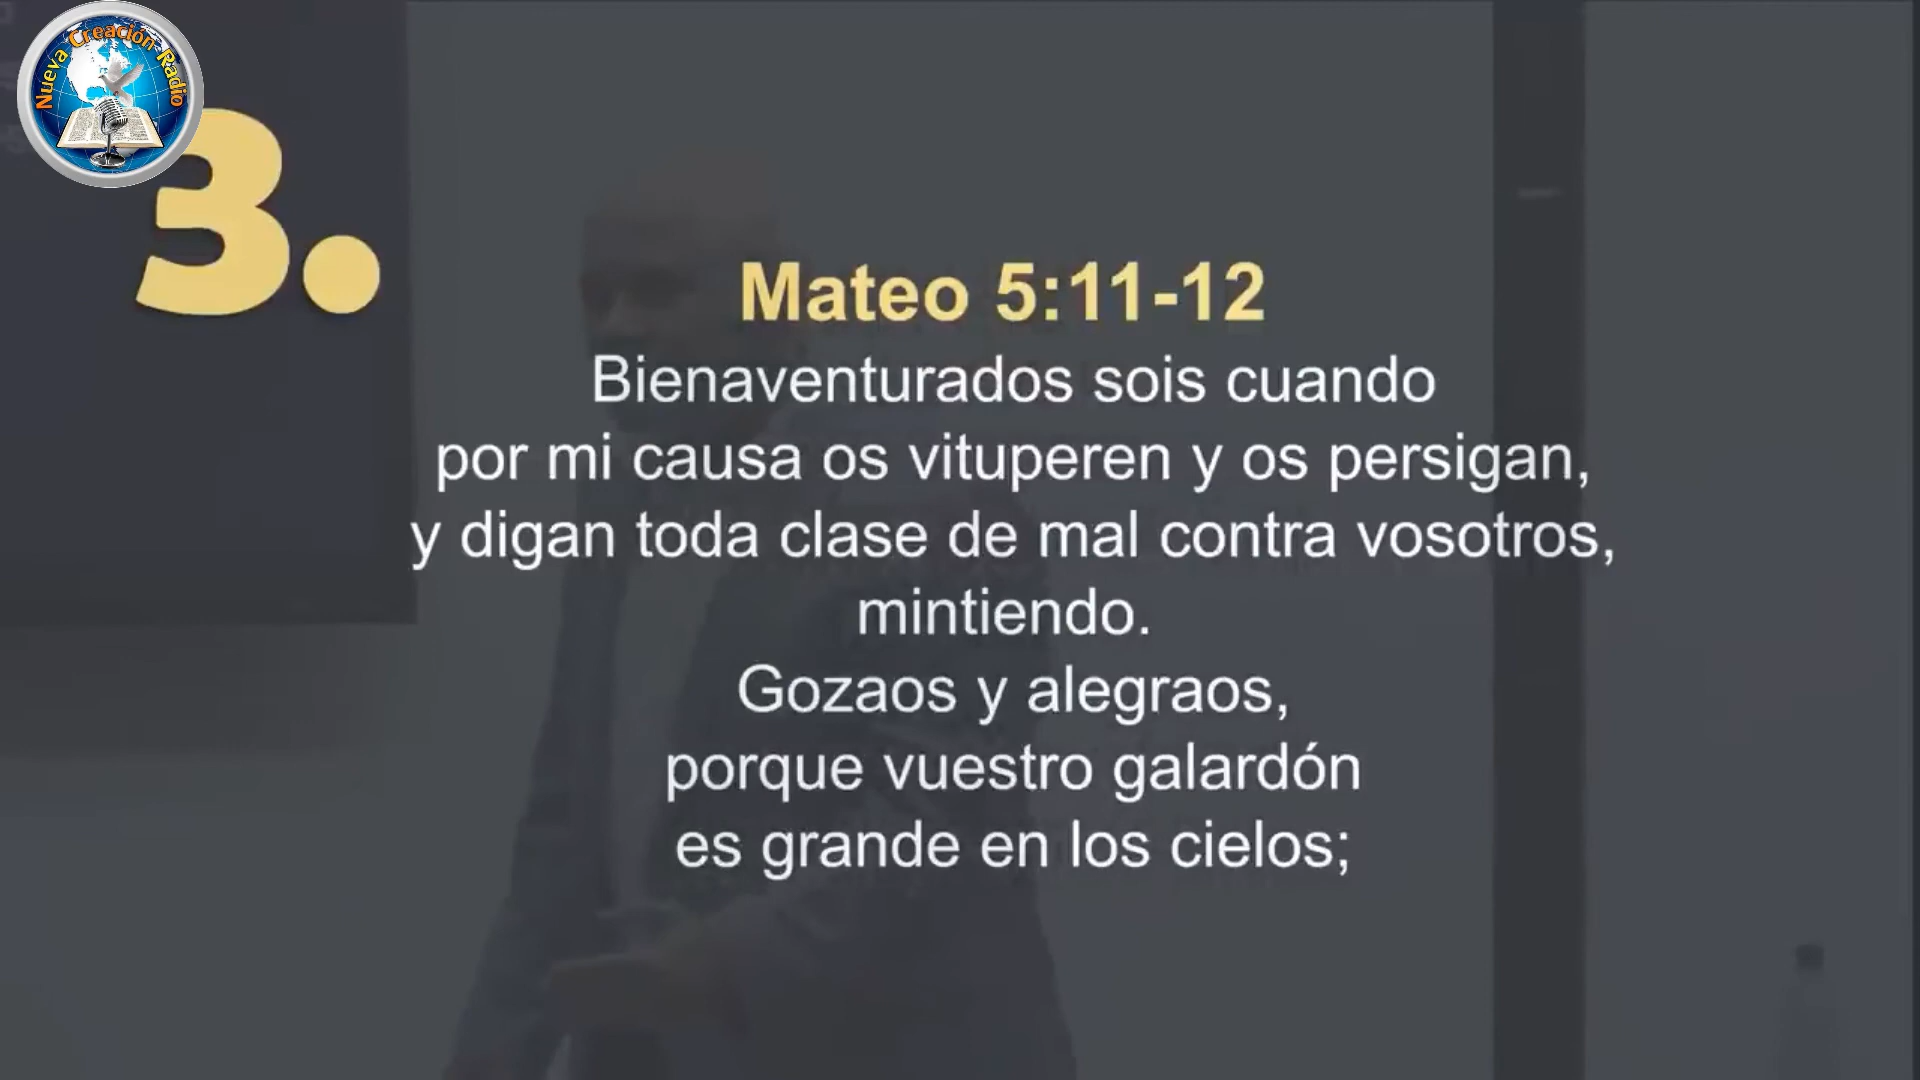 Nueva Creación Radio
3.
Mateo 5:11-12
Bienaventurados sois cuando
por mi causa os vituperen y os persigan,
y digan toda clase de mal contra vosotros,
mintiendo.
Gozaos y alegraos,
porque vuestro galardón
es grande en los cielos;